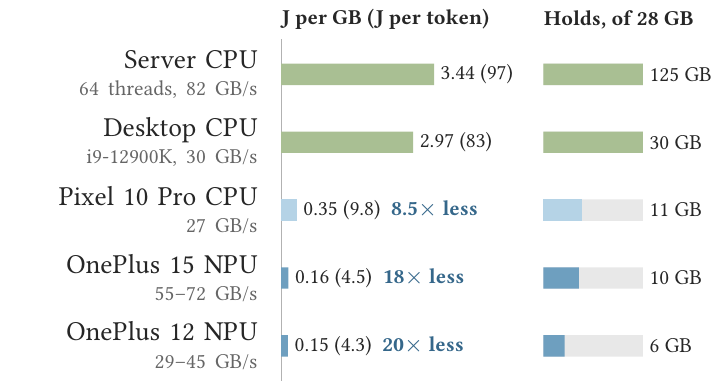 J per GB (J per token) Holds, of 28 GB
Server CPU
64 threads, 82 GB/s
3.44 (97) 125 GB
Desktop CPU
i9-12900K, 30 GB/s
2.97 (83) 30 GB
Pixel 10 Pro CPU
27 GB/s
0.35 (9.8) 8.5× less 11 GB
OnePlus 15 NPU
55–72 GB/s
0.16 (4.5) 18× less 10 GB
OnePlus 12 NPU
29–45 GB/s
0.15 (4.3) 20× less 6 GB